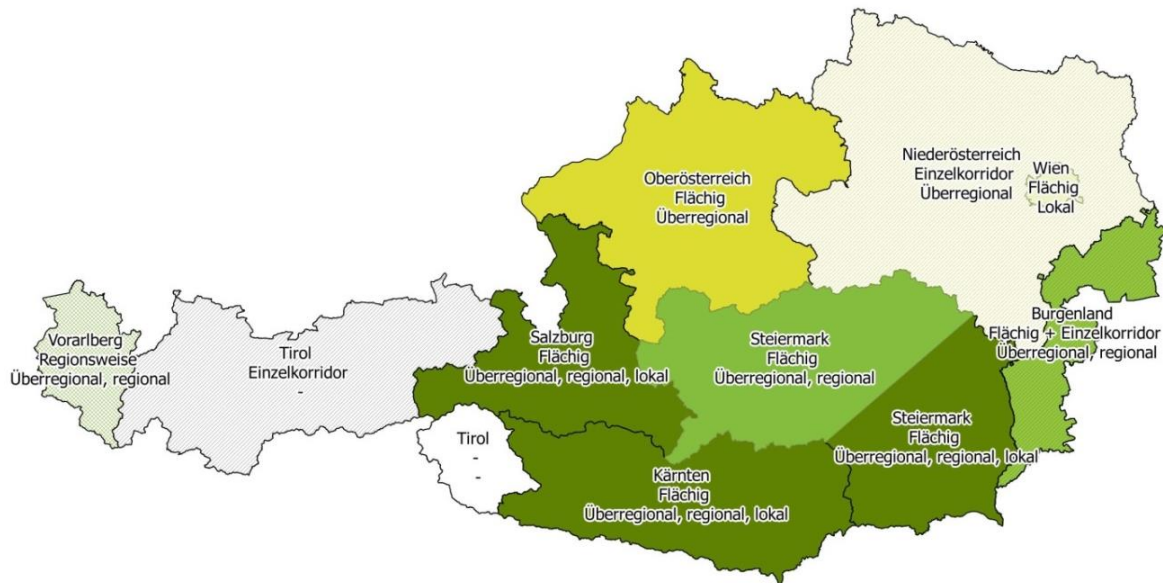 Niederösterreich
Einzelkorridor
Überregional
Wien
Flächig
Lokal
Oberösterreich
Flächig
Überregional
Burgenland
Flächig + Einzelkorridor
Überregional, regional
Vorarlberg
Regionsweise
Überregional, regional
Tirol
Einzelkorridor
-
Salzburg
Flächig
Überregional, regional, lokal
Steiermark
Flächig
Überregional, regional
Steiermark
Flächig
Überregional, regional, lokal
Tirol
-
-
Kärnten
Flächig
Überregional, regional, lokal